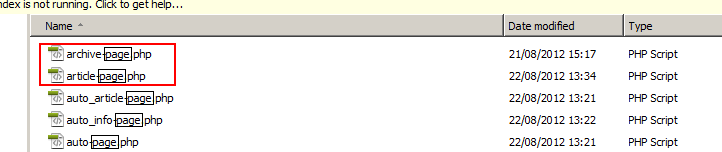 ndex is not running. Click to get help...
Name Date modified Type
archive-page.php 21/08/2012 15:17 PHP Script
article-page.php 22/08/2012 13:34 PHP Script
auto_article-page.php 22/08/2012 13:21 PHP Script
auto_info-page.php 22/08/2012 13:22 PHP Script
auto-page.php 22/08/2012 13:21 PHP Script